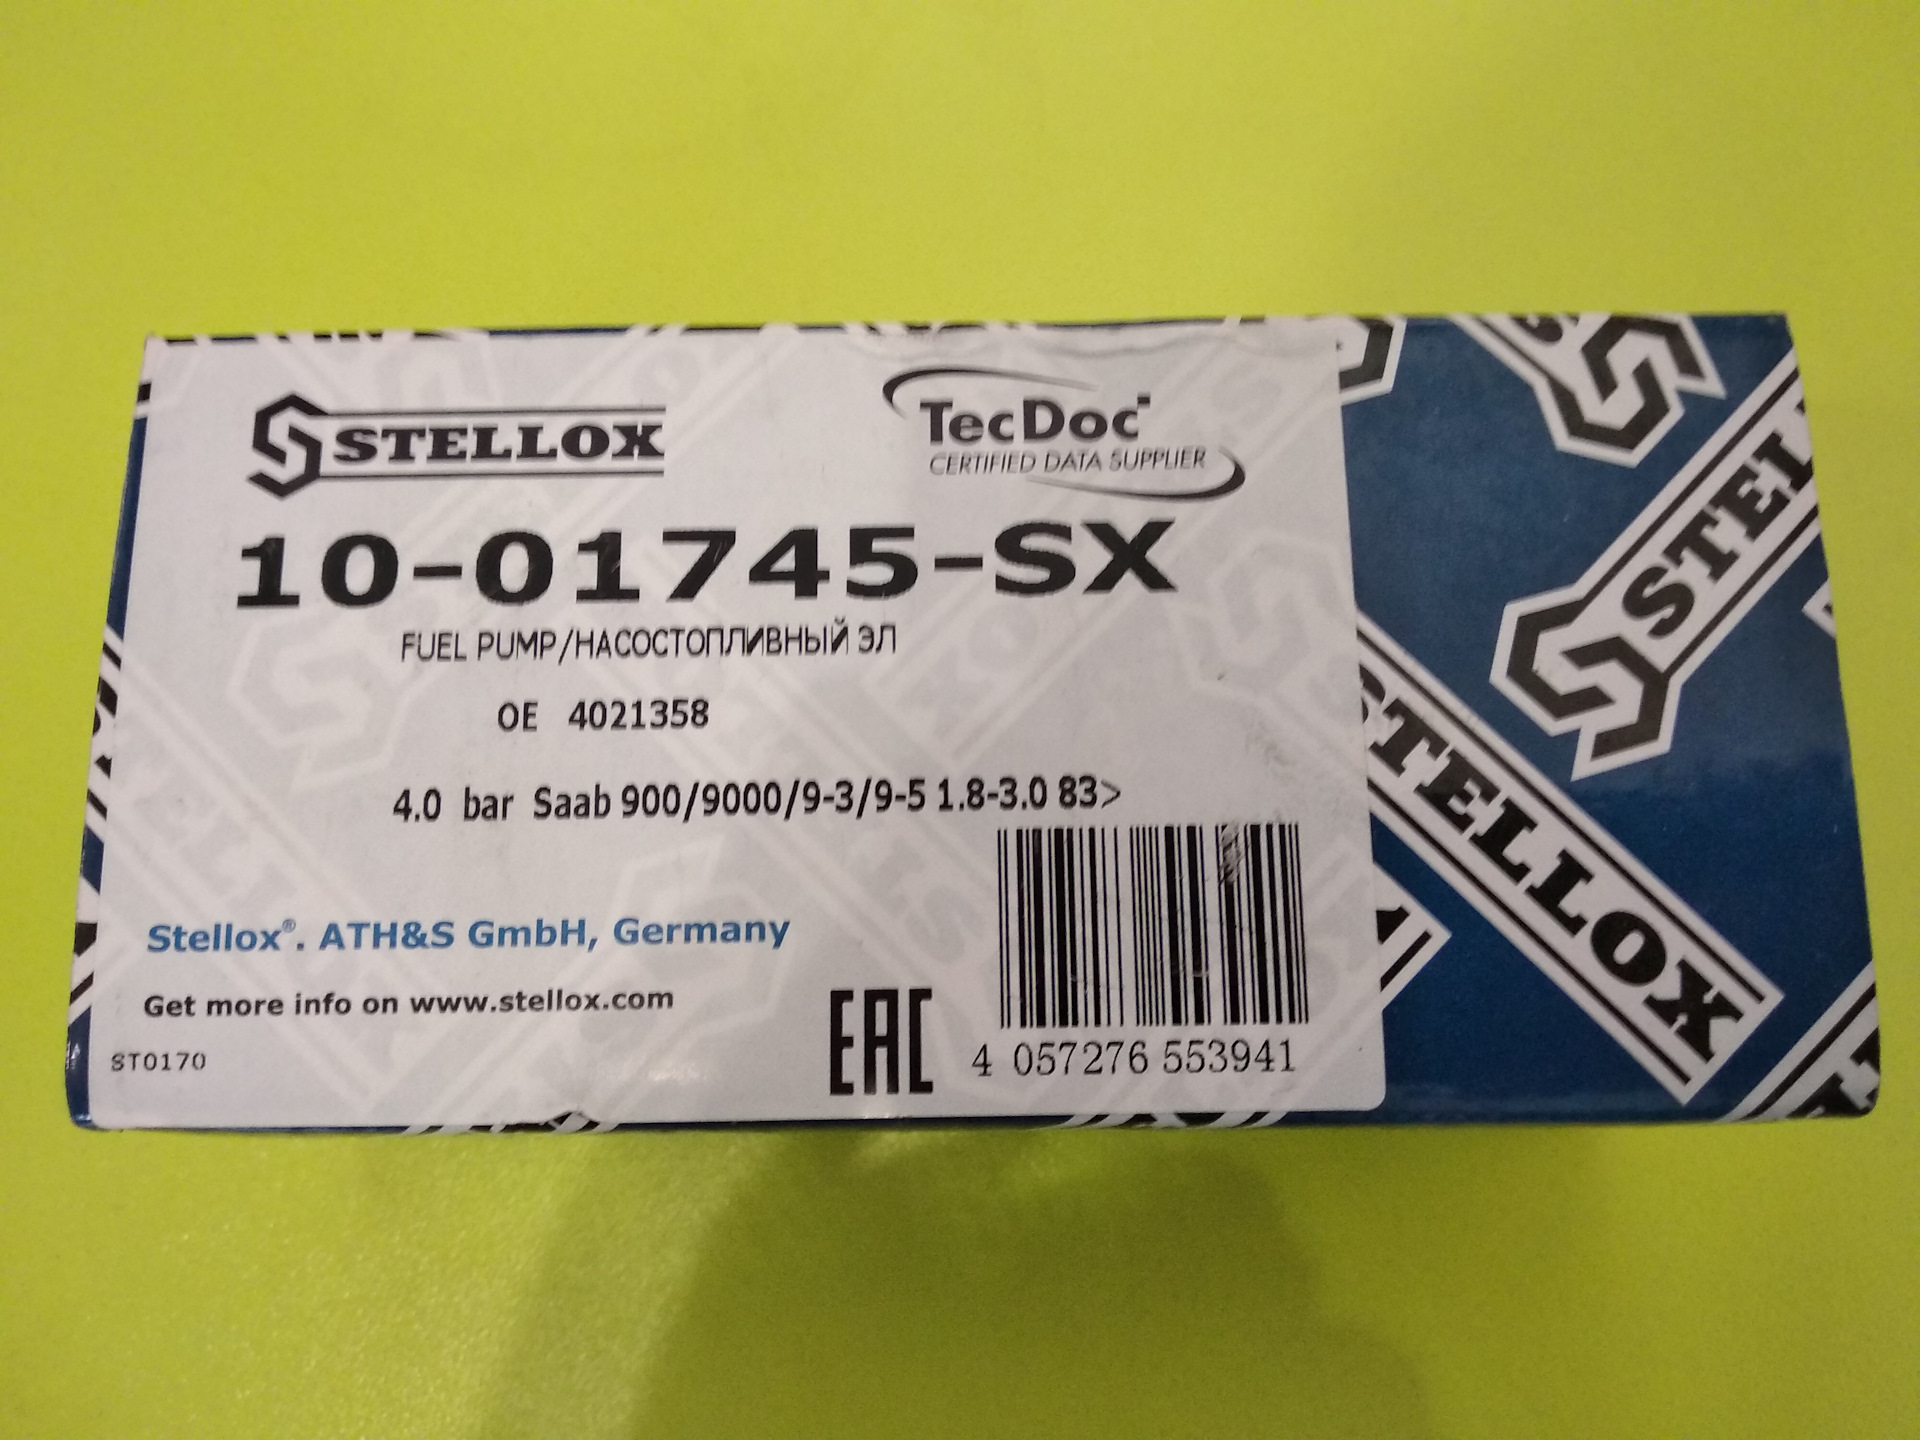 STELLOX
TecDoc
CERTIFIED DATA SUPPLIER
10-01745-SX
FUEL PUMP/НАСОСТОПЛИВНЫЙ ЭЛ
OE 4021358
4.0 bar Saab 900/9000/9-3/9-5 1.8-3.0 83>
Stellox®. ATH&S GmbH, Germany
Get more info on www.stellox.com
ST0170
EAC
4 057276 553941
STEL
STELLOX